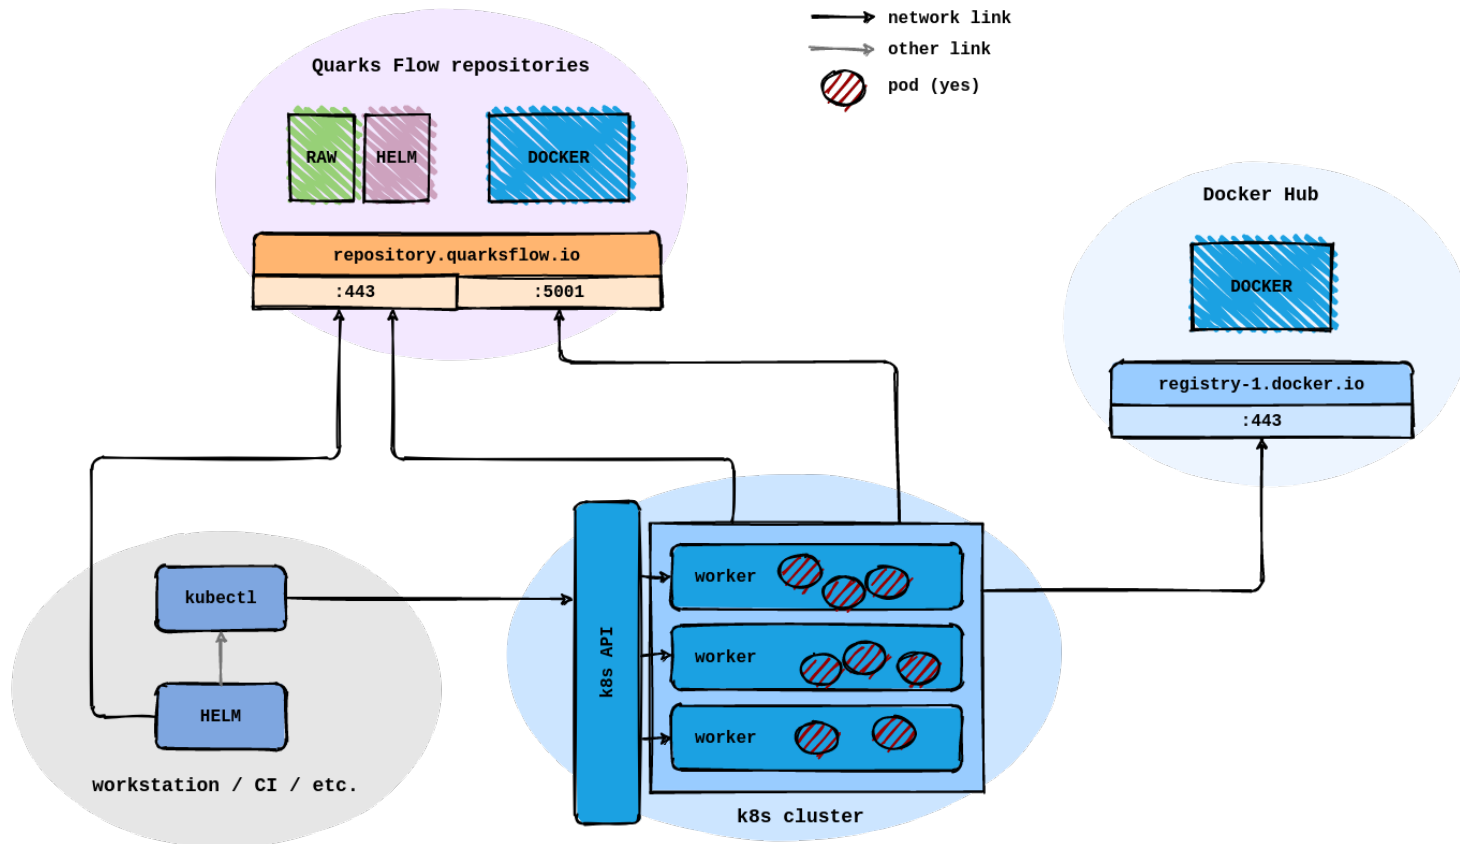 network link
other link
pod (yes)
Quarks Flow repositories
RAW
HELM
DOCKER
repository.quarksflow.io
:443
:5001
Docker Hub
DOCKER
registry-1.docker.io
:443
kubectl
HELM
workstation / CI / etc.
k8s API
worker
worker
worker
k8s cluster